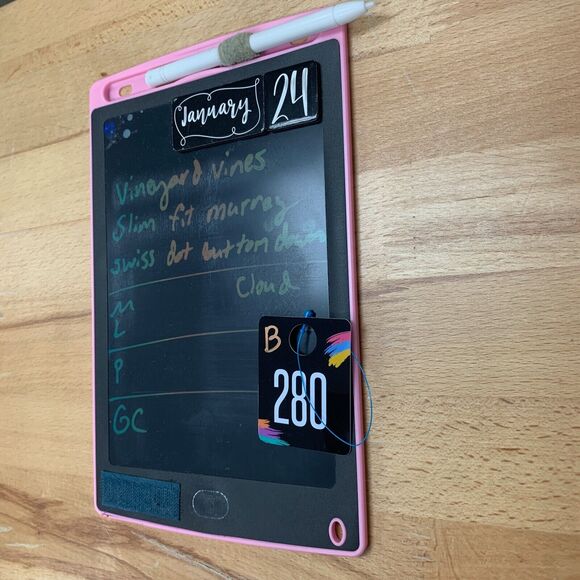 January 24
Vineyard Vines
Slim fit murray
swiss dot button down
Cloud
M
L
P
GC
B
280